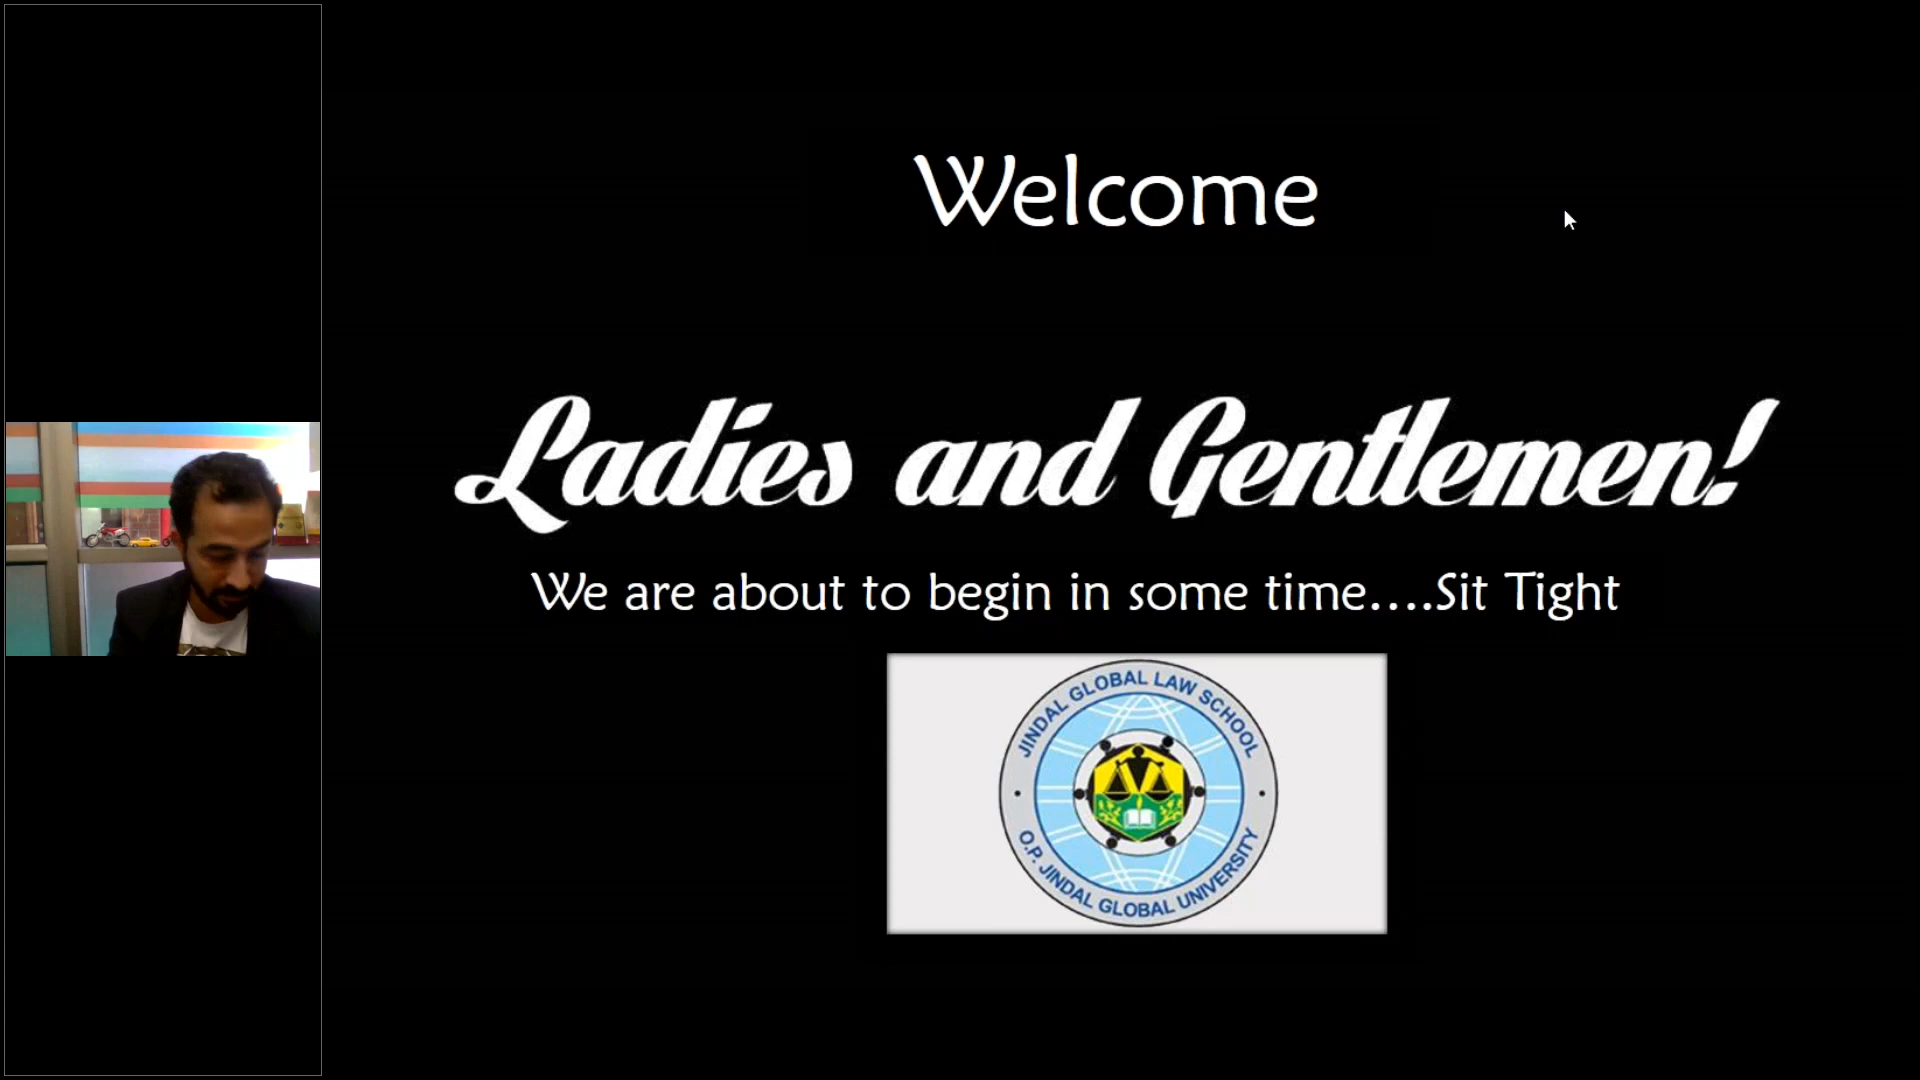 Welcome
Ladies and Gentlemen!
We are about to begin in some time....Sit Tight
JINDAL GLOBAL LAW SCHOOL
O.P. JINDAL GLOBAL UNIVERSITY